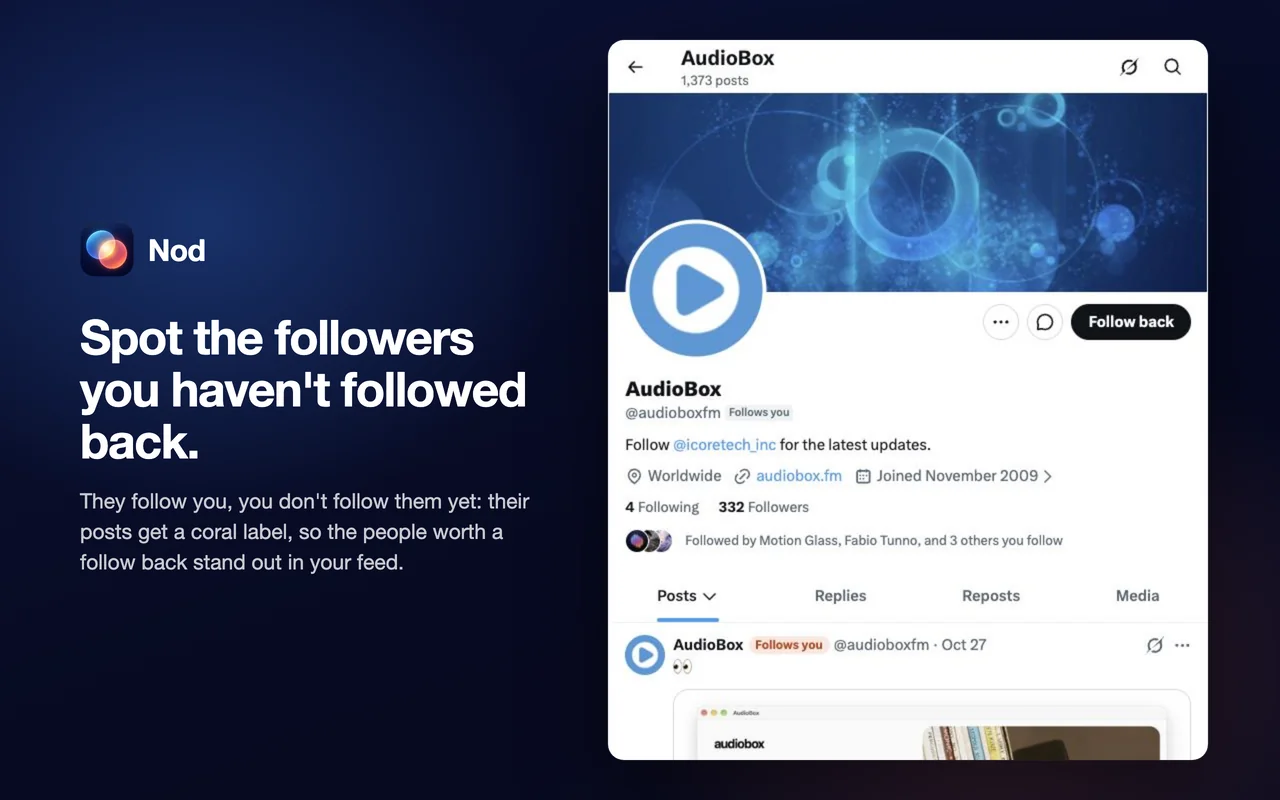 Nod
Spot the followers
you haven't followed
back.
They follow you, you don't follow them yet: their
posts get a coral label, so the people worth a
follow back stand out in your feed.
AudioBox
1,373 posts
Follow back
AudioBox
@audioboxfm Follows you
Follow @icoretech_inc for the latest updates.
Worldwide audiobox.fm Joined November 2009
4 Following 332 Followers
Followed by Motion Glass, Fabio Tunno, and 3 others you follow
Posts Replies Reposts Media
AudioBox Follows you @audioboxfm · Oct 27
👀
AudioBox
audiobox